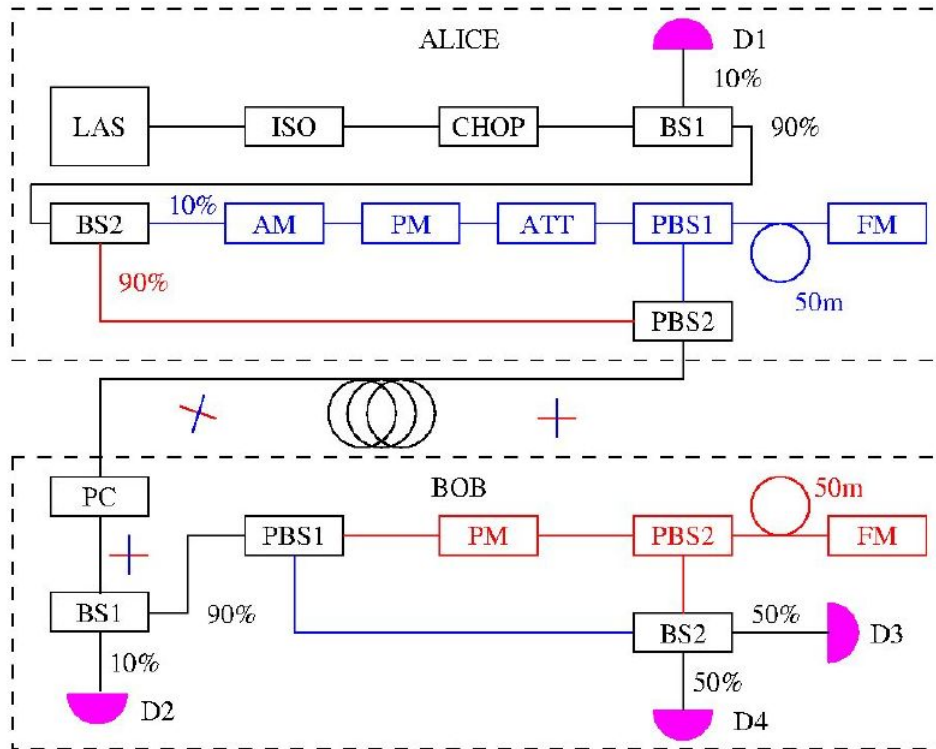 ALICE
D1
10%
LAS
ISO
CHOP
BS1
90%
BS2
10%
AM
PM
ATT
PBS1
FM
90%
50m
PBS2
PC
BOB
50m
PBS1
PM
PBS2
FM
BS1
90%
BS2
50%
D3
10%
50%
D2
D4